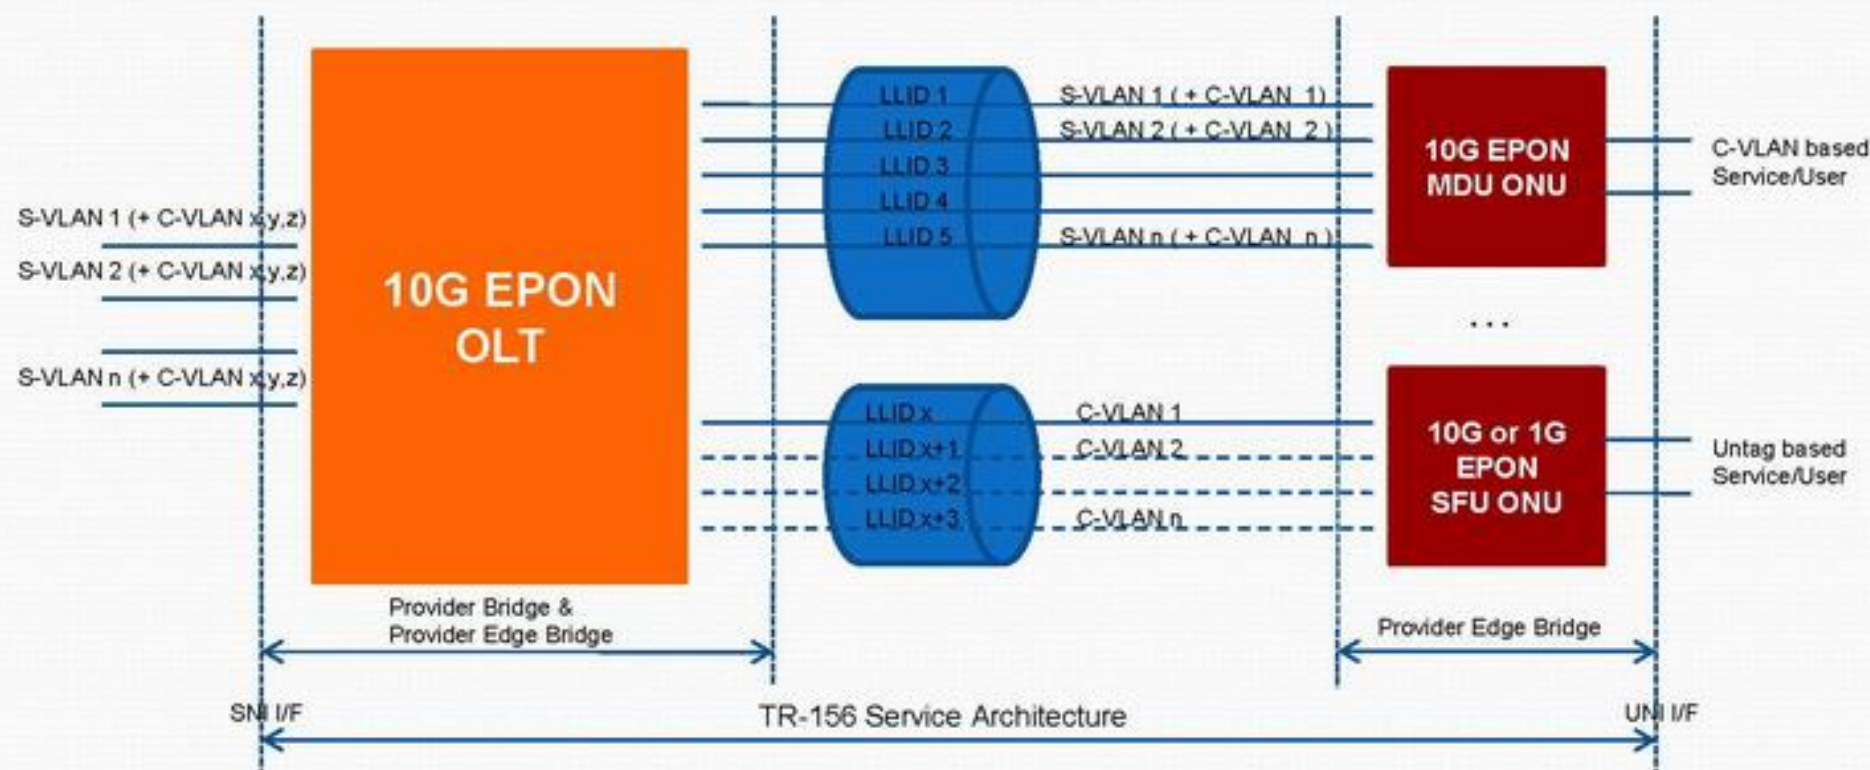 S-VLAN 1 (+ C-VLAN x,y,z)
S-VLAN 2 (+ C-VLAN x,y,z)
S-VLAN n (+ C-VLAN x,y,z)
10G EPON
OLT
LLID 1
LLID 2
LLID 3
LLID 4
LLID 5
S-VLAN 1 ( + C-VLAN 1)
S-VLAN 2 ( + C-VLAN 2 )
S-VLAN n ( + C-VLAN n )
10G EPON
MDU ONU
C-VLAN based
Service/User
...
LLID x
LLID x+1
LLID x+2
LLID x+3
C-VLAN 1
C-VLAN 2
C-VLAN n
10G or 1G
EPON
SFU ONU
Untag based
Service/User
Provider Bridge &
Provider Edge Bridge
Provider Edge Bridge
SNI I/F
TR-156 Service Architecture
UNI I/F